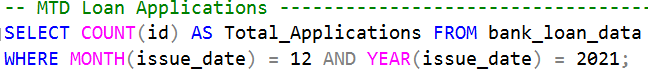 -- MTD Loan Applications -----------------------------------
SELECT COUNT(id) AS Total_Applications FROM bank_loan_data
WHERE MONTH(issue_date) = 12 AND YEAR(issue_date) = 2021;